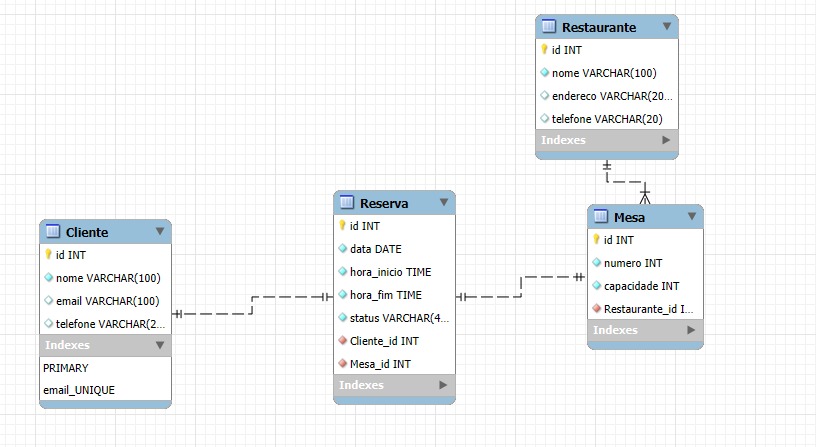 Restaurante
id INT
nome VARCHAR(100)
endereco VARCHAR(20...
telefone VARCHAR(20)
Indexes
Reserva
id INT
data DATE
hora_inicio TIME
hora_fim TIME
status VARCHAR(4...
Cliente_id INT
Mesa_id INT
Indexes
Mesa
id INT
numero INT
capacidade INT
Restaurante_id I...
Indexes
Cliente
id INT
nome VARCHAR(100)
email VARCHAR(100)
telefone VARCHAR(2...
Indexes
PRIMARY
email_UNIQUE